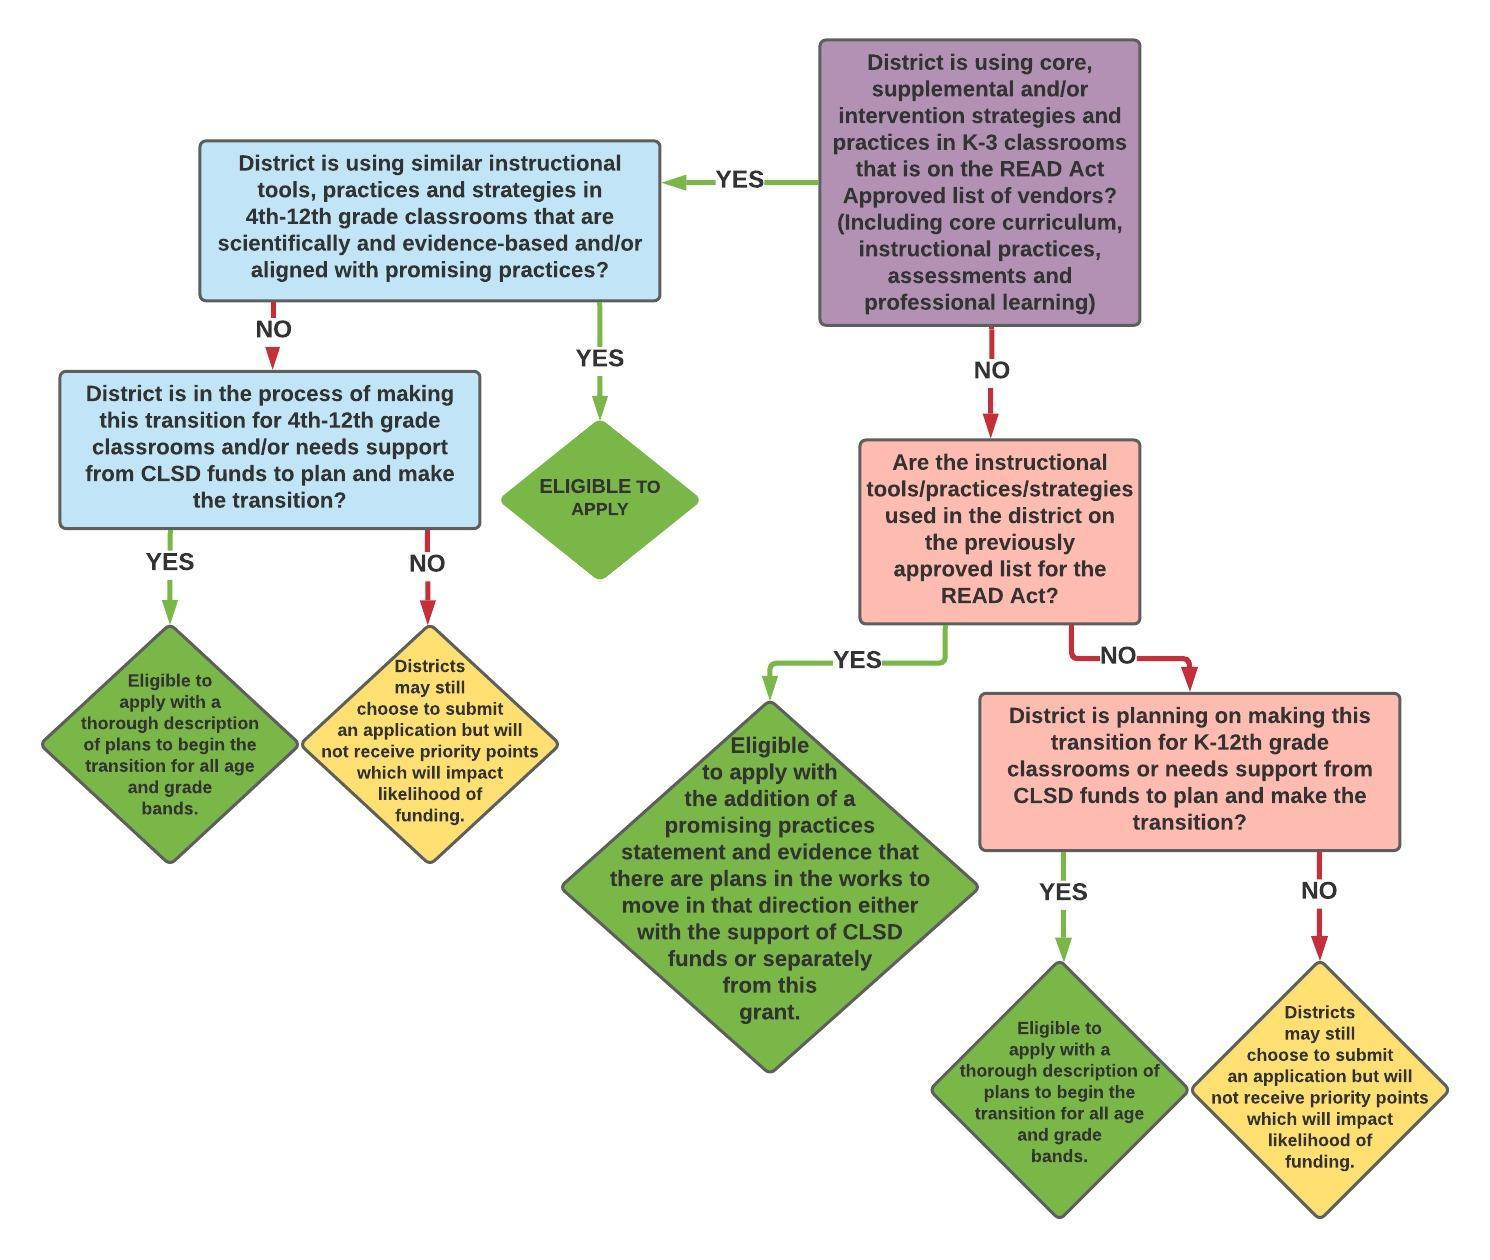 District is using core,
supplemental and/or
intervention strategies and
practices in K-3 classrooms
that is on the READ Act
Approved list of vendors?
(Including core curriculum,
instructional practices,
assessments and
professional learning)
YES
District is using similar instructional
tools, practices and strategies in
4th-12th grade classrooms that are
scientifically and evidence-based and/or
aligned with promising practices?
NO
YES
NO
District is in the process of making
this transition for 4th-12th grade
classrooms and/or needs support
from CLSD funds to plan and make
the transition?
ELIGIBLE TO
APPLY
Are the instructional
tools/practices/strategies
used in the district on
the previously
approved list for the
READ Act?
YES
NO
Eligible to
apply with a
thorough description
of plans to begin the
transition for all age
and grade
bands.
Districts
may still
choose to submit
an application but will
not receive priority points
which will impact
likelihood of
funding.
YES
NO
Eligible
to apply with
the addition of a
promising practices
statement and evidence that
there are plans in the works to
move in that direction either
with the support of CLSD
funds or separately
from this
grant.
District is planning on making this
transition for K-12th grade
classrooms or needs support from
CLSD funds to plan and make the
transition?
YES
NO
Eligible to
apply with a
thorough description of
plans to begin the
transition for all age
and grade
bands.
Districts
may still
choose to submit
an application but will
not receive priority points
which will impact
likelihood of
funding.